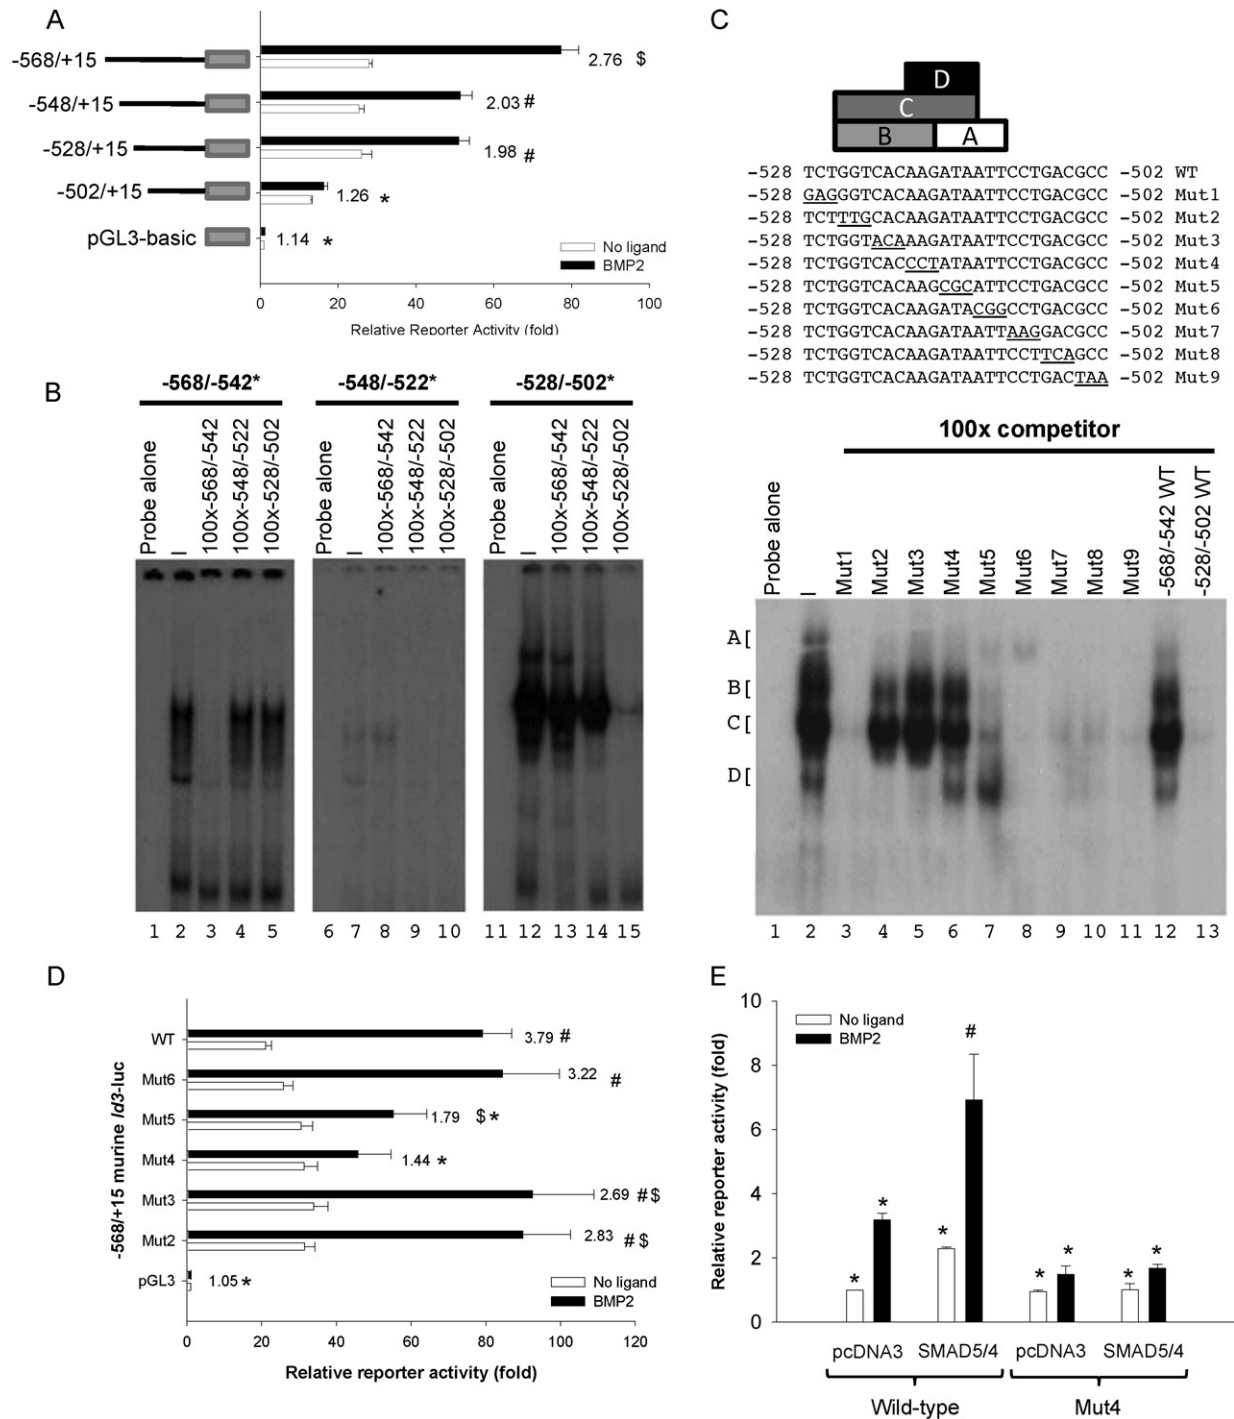 A
-568/+15
2.76 $
-548/+15
2.03 #
-528/+15
1.98 #
-502/+15
1.26 *
pGL3-basic
1.14 *
No ligand
BMP2
0 20 40 60 80 100
Relative Reporter Activity (fold)
B
-568/-542*
-548/-522*
-528/-502*
Probe alone
–
100x-568/-542
100x-548/-522
100x-528/-502
Probe alone
–
100x-568/-542
100x-548/-522
100x-528/-502
Probe alone
–
100x-568/-542
100x-548/-522
100x-528/-502
1 2 3 4 5 6 7 8 9 10 11 12 13 14 15
C
D
C
B A
-528 TCTGGTCACAAGATAATTCCTGACGCC -502 WT
-528 GAGGGTCACAAGATAATTCCTGACGCC -502 Mut1
-528 TCTTTGCACAAGATAATTCCTGACGCC -502 Mut2
-528 TCTGGTACAAAGATAATTCCTGACGCC -502 Mut3
-528 TCTGGTCACCCTATAATTCCTGACGCC -502 Mut4
-528 TCTGGTCACAAGCGCATTCCTGACGCC -502 Mut5
-528 TCTGGTCACAAGATACGGCCTGACGCC -502 Mut6
-528 TCTGGTCACAAGATAATTAAGGACGCC -502 Mut7
-528 TCTGGTCACAAGATAATTCCTTCAGCC -502 Mut8
-528 TCTGGTCACAAGATAATTCCTGACTAA -502 Mut9
100x competitor
Probe alone
–
Mut1
Mut2
Mut3
Mut4
Mut5
Mut6
Mut7
Mut8
Mut9
-568/-542 WT
-528/-502 WT
A[
B[
C[
D[
1 2 3 4 5 6 7 8 9 10 11 12 13
D
-568/+15 murine Id3-luc
WT
3.79 #
Mut6
3.22 #
Mut5
1.79 $ *
Mut4
1.44 *
Mut3
2.69 # $
Mut2
2.83 # $
pGL3
1.05 *
No ligand
BMP2
0 20 40 60 80 100 120
Relative reporter activity (fold)
E
Relative reporter activity (fold)
10
8
6
4
2
0
No ligand
BMP2
#
* * * * * * *
pcDNA3 SMAD5/4 pcDNA3 SMAD5/4
Wild-type Mut4